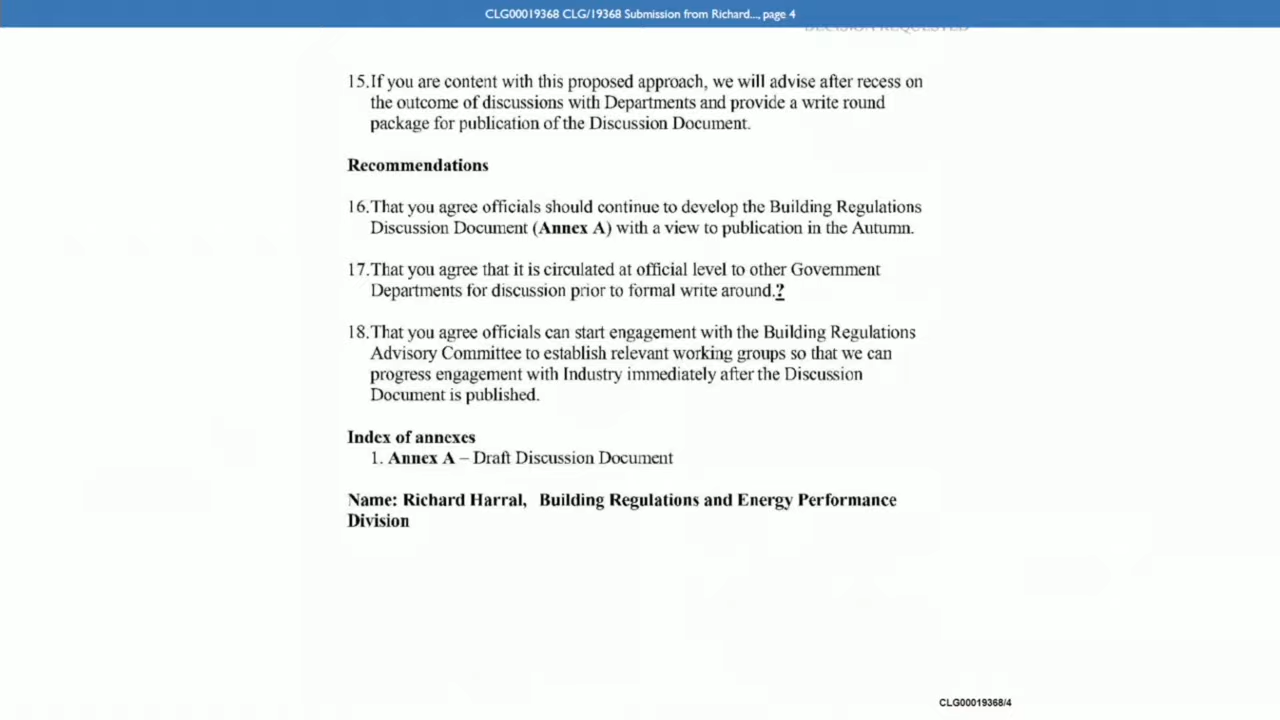 CLG00019368 CLG/19368 Submission from Richard..., page 4
DECISION REQUESTED
15.If you are content with this proposed approach, we will advise after recess on
the outcome of discussions with Departments and provide a write round
package for publication of the Discussion Document.
Recommendations
16.That you agree officials should continue to develop the Building Regulations
Discussion Document (Annex A) with a view to publication in the Autumn.
17.That you agree that it is circulated at official level to other Government
Departments for discussion prior to formal write around.?
18.That you agree officials can start engagement with the Building Regulations
Advisory Committee to establish relevant working groups so that we can
progress engagement with Industry immediately after the Discussion
Document is published.
Index of annexes
1. Annex A – Draft Discussion Document
Name: Richard Harral, Building Regulations and Energy Performance
Division
CLG00019368/4